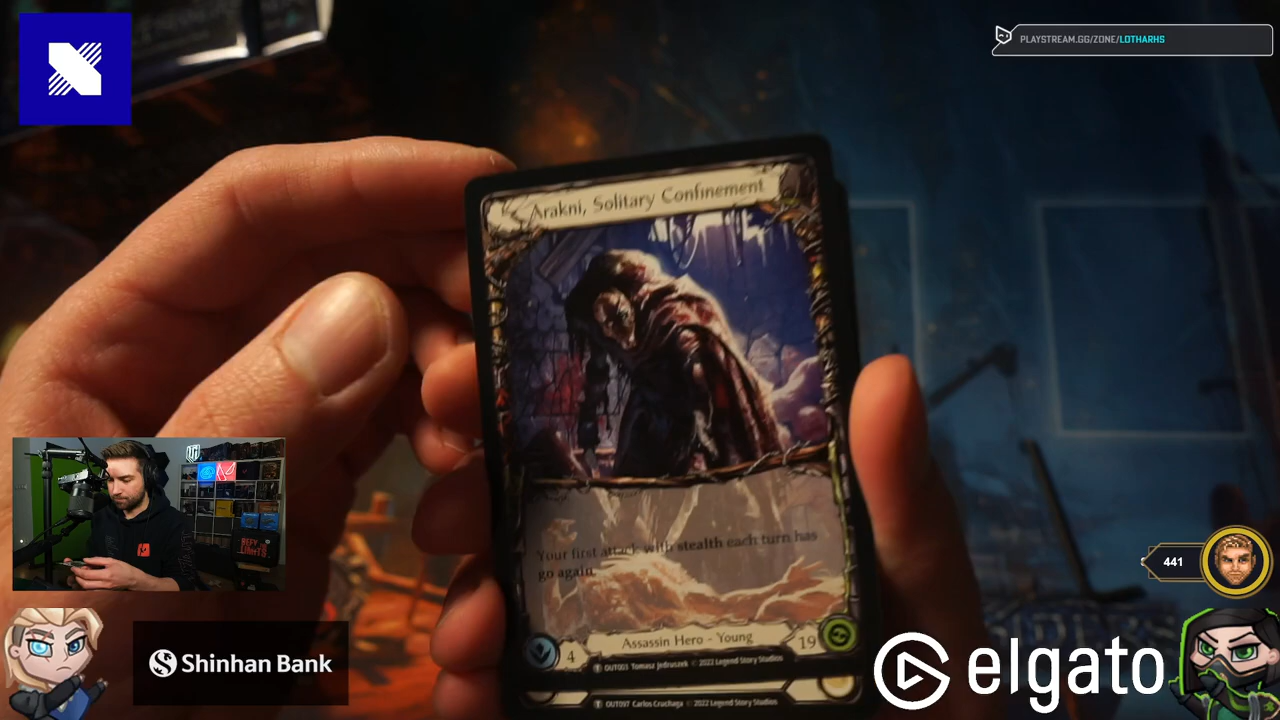 PLAYSTREAM.GG/ZONE/LOTHARHS
Arakni, Solitary Confinement
Your first attack with stealth each turn has
go again.
4
Assassin Hero - Young
19
OUT003 Tomasz Jedruszek © 2022 Legend Story Studios
OUT197 Carlos Cruchaga © 2022 Legend Story Studios
441
Shinhan Bank
elgato